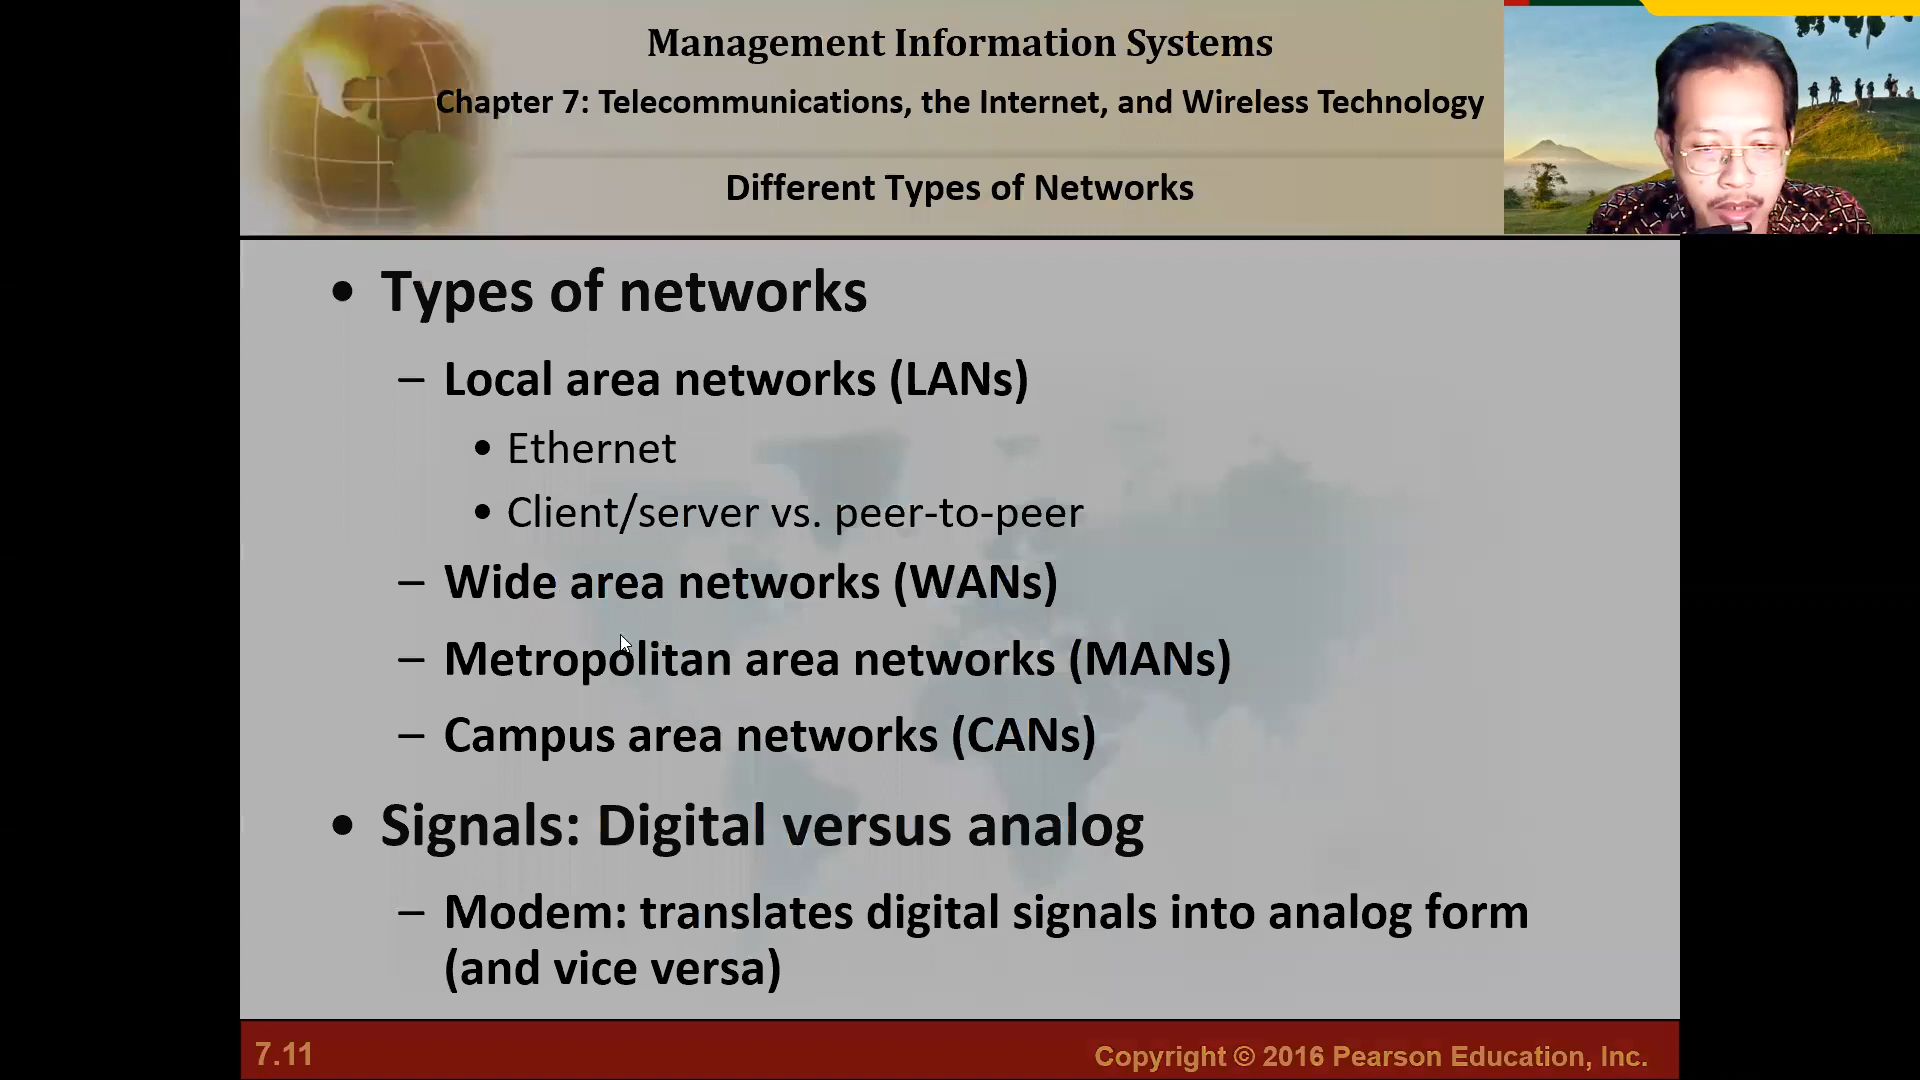 Management Information Systems
Chapter 7: Telecommunications, the Internet, and Wireless Technology
Different Types of Networks
• Types of networks
– Local area networks (LANs)
• Ethernet
• Client/server vs. peer-to-peer
– Wide area networks (WANs)
– Metropolitan area networks (MANs)
– Campus area networks (CANs)
• Signals: Digital versus analog
– Modem: translates digital signals into analog form
(and vice versa)
7.11
Copyright © 2016 Pearson Education, Inc.